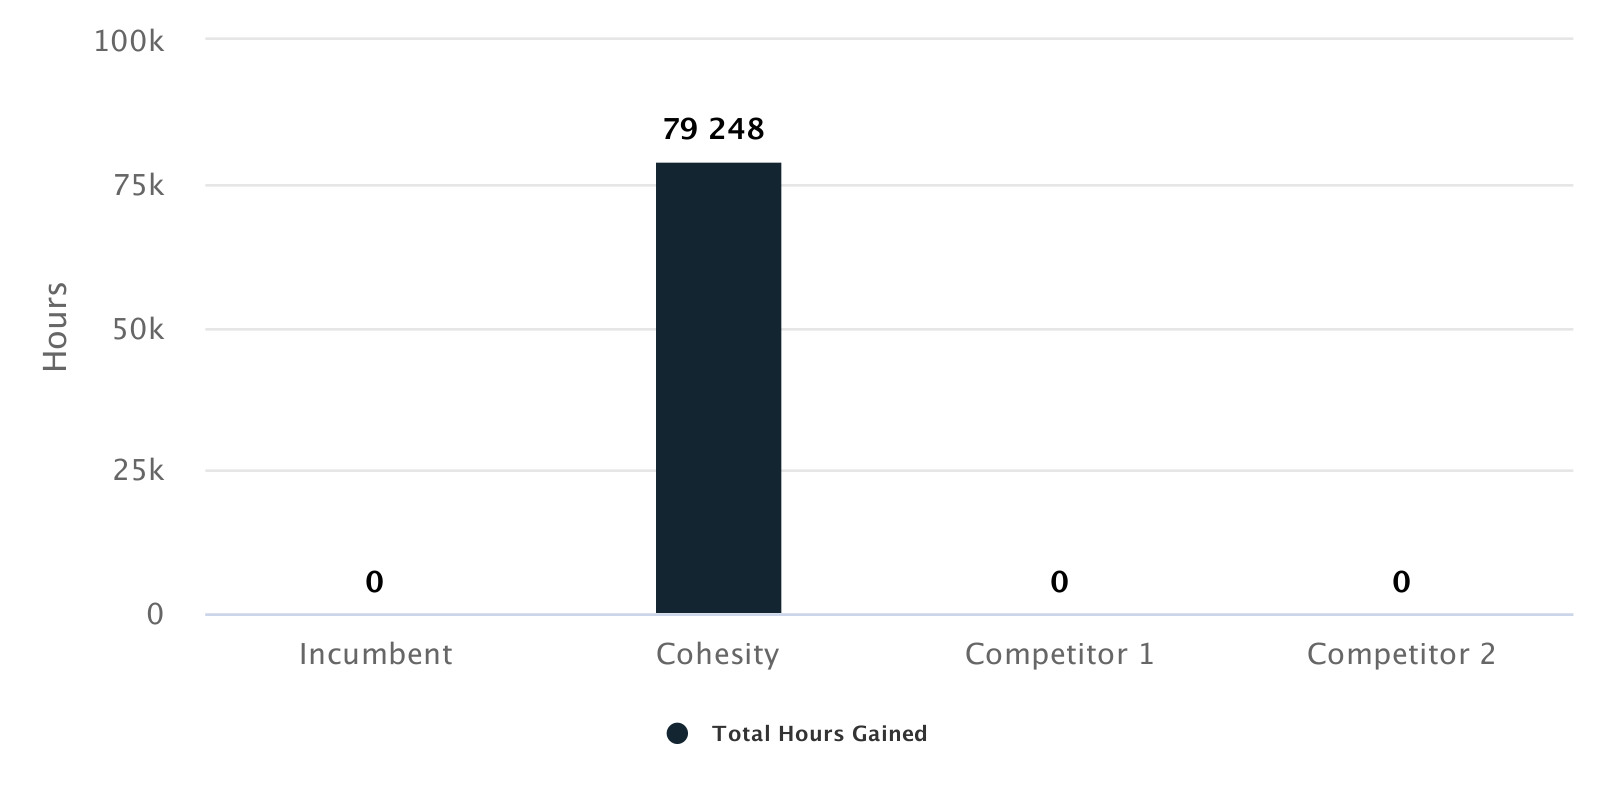 100k
79 248
75k
Hours
50k
25k
0
0
0
0
Incumbent
Cohesity
Competitor 1
Competitor 2
Total Hours Gained